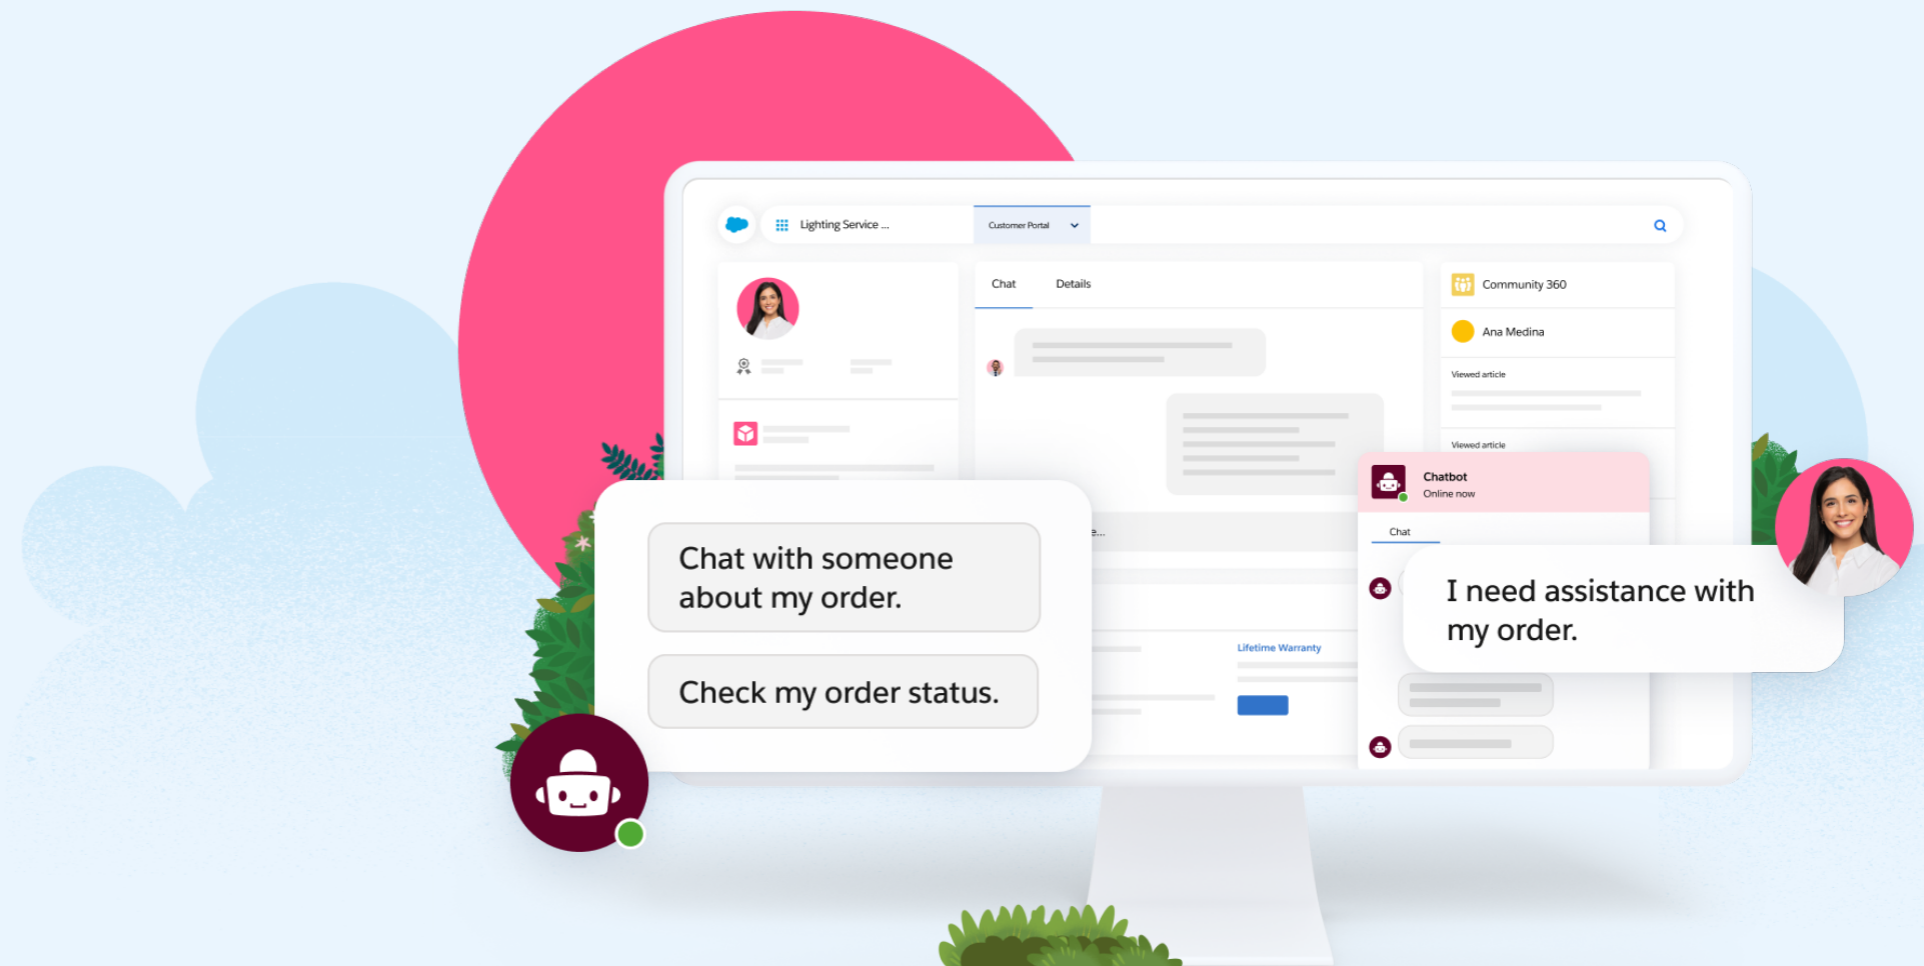 Lighting Service ...
Customer Portal
Chat
Details
Community 360
Ana Medina
Viewed article
Viewed article
Chatbot
Online now
Chat
Chat with someone
about my order.
Check my order status.
I need assistance with
my order.
Lifetime Warranty